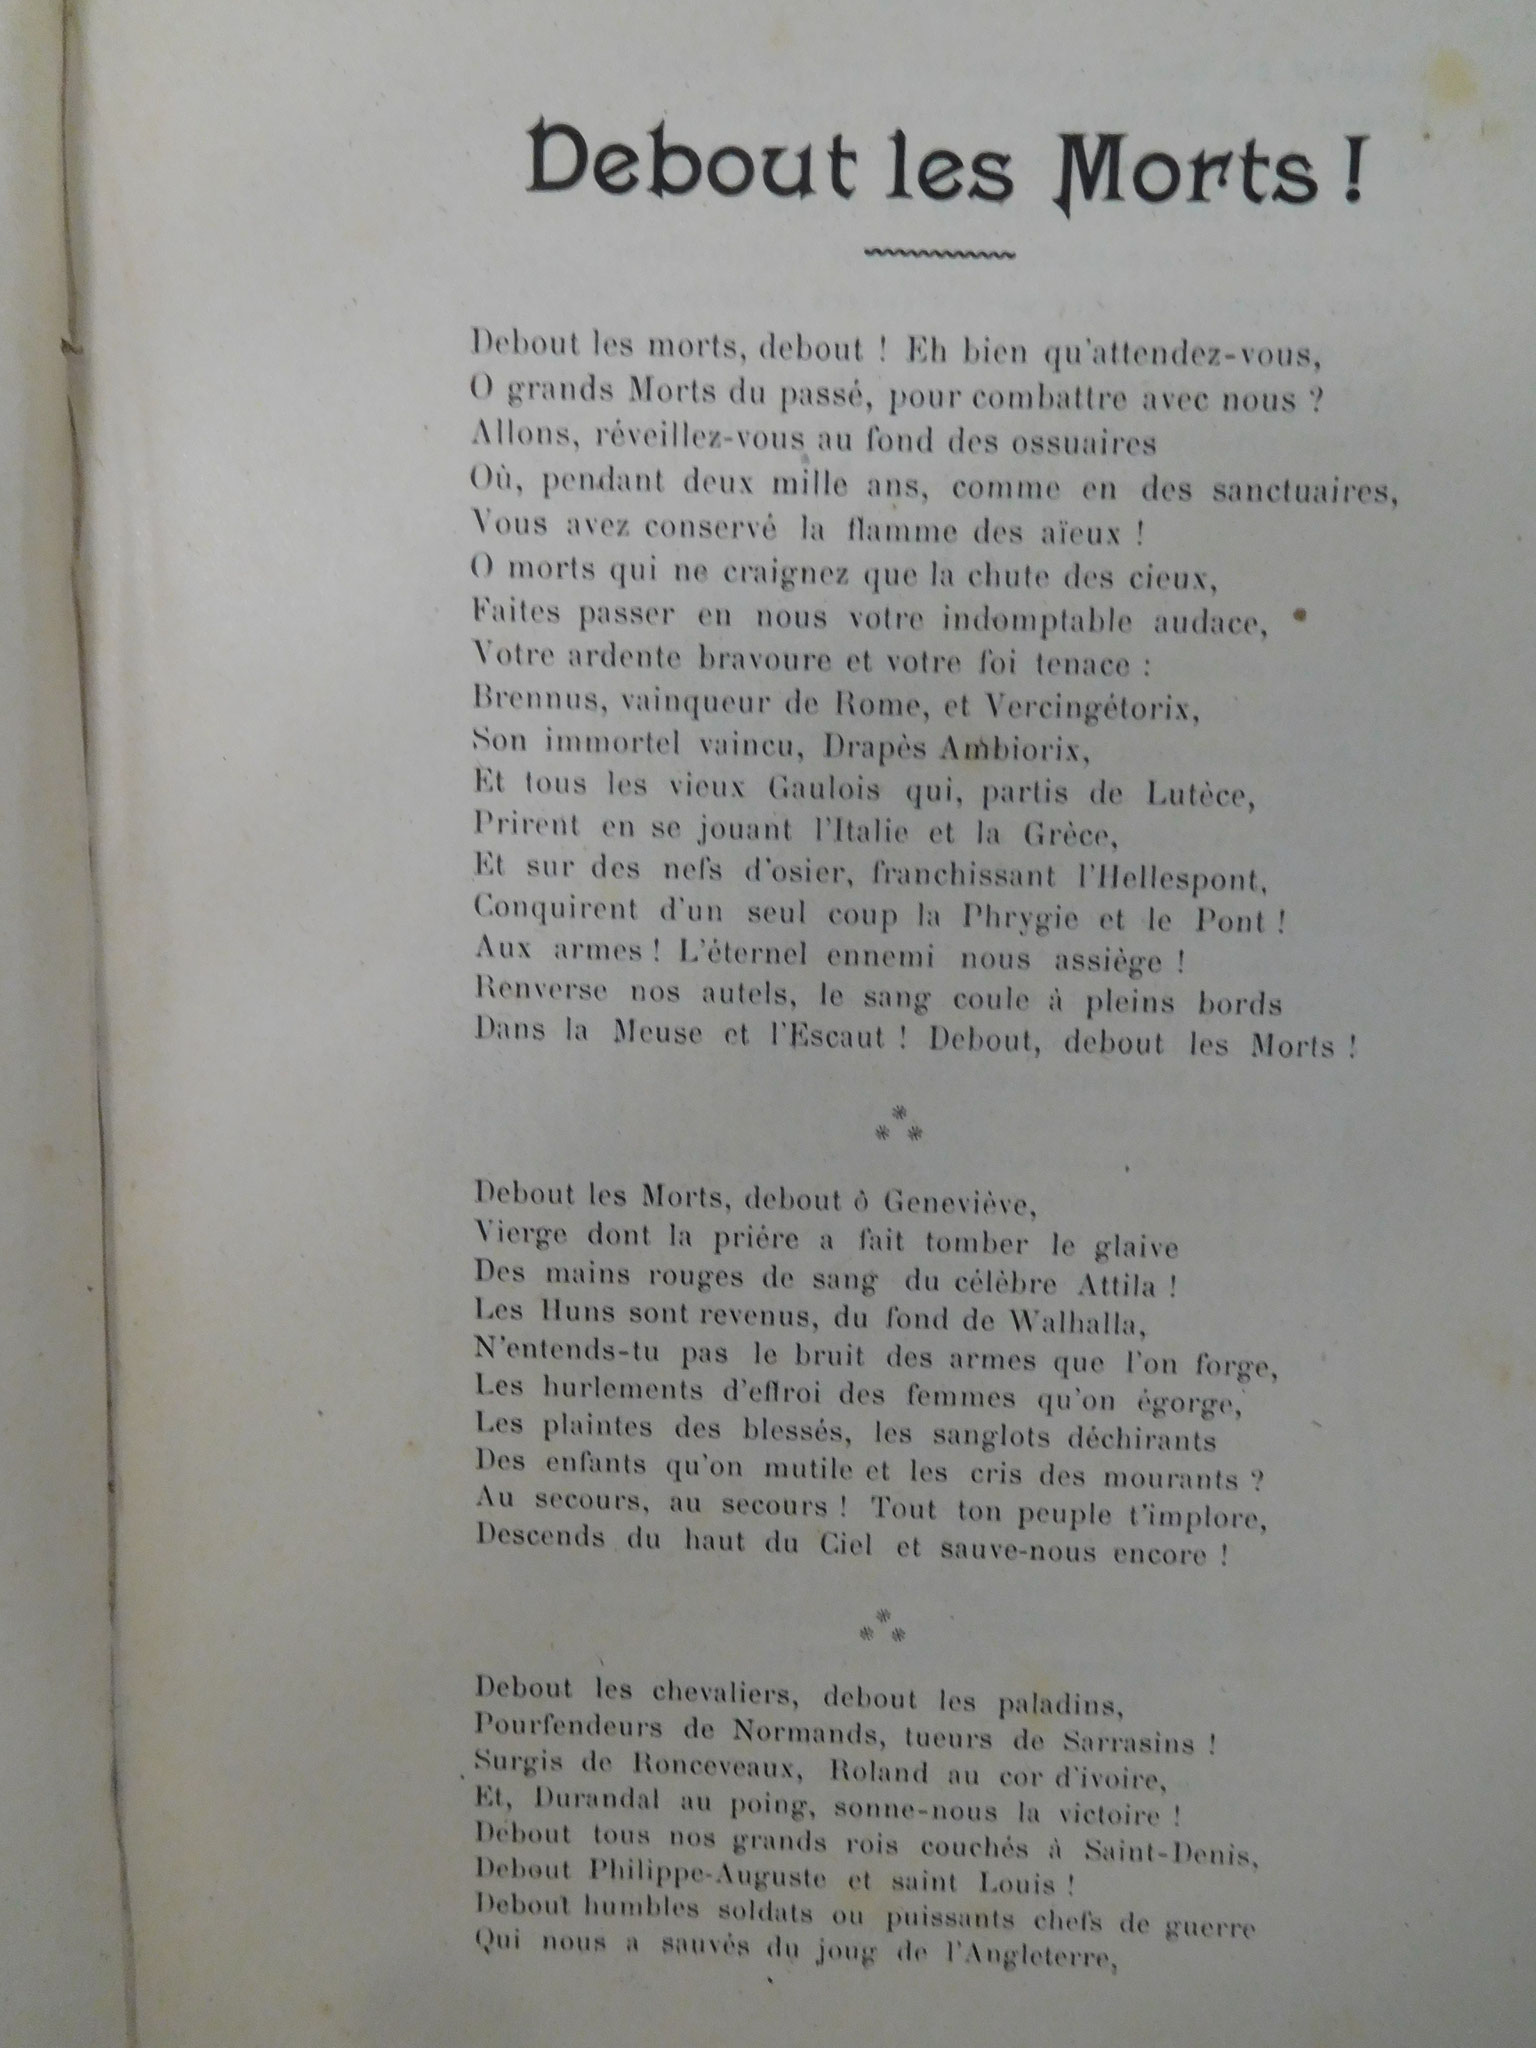 Debout les Morts !
Debout les morts, debout ! Eh bien qu'attendez-vous,
O grands Morts du passé, pour combattre avec nous ?
Allons, réveillez-vous au fond des ossuaires
Où, pendant deux mille ans, comme en des sanctuaires,
Vous avez conservé la flamme des aïeux !
O morts qui ne craignez que la chute des cieux,
Faites passer en nous votre indomptable audace,
Votre ardente bravoure et votre foi tenace :
Brennus, vainqueur de Rome, et Vercingétorix,
Son immortel vaincu, Drapès Ambiorix,
Et tous les vieux Gaulois qui, partis de Lutèce,
Prirent en se jouant l'Italie et la Grèce,
Et sur des nefs d'osier, franchissant l'Hellespont,
Conquirent d'un seul coup la Phrygie et le Pont !
Aux armes ! L'éternel ennemi nous assiège !
Renverse nos autels, le sang coule à pleins bords
Dans la Meuse et l'Escaut ! Debout, debout les Morts !
* * *
Debout les Morts, debout ô Geneviève,
Vierge dont la priére a fait tomber le glaive
Des mains rouges de sang du célèbre Attila !
Les Huns sont revenus, du fond de Walhalla,
N'entends-tu pas le bruit des armes que l'on forge,
Les hurlements d'effroi des femmes qu'on égorge,
Les plaintes des blessés, les sanglots déchirants
Des enfants qu'on mutile et les cris des mourants ?
Au secours, au secours ! Tout ton peuple t'implore,
Descends du haut du Ciel et sauve-nous encore !
* * *
Debout les chevaliers, debout les paladins,
Pourfendeurs de Normands, tueurs de Sarrasins !
Surgis de Ronceveaux, Roland au cor d'ivoire,
Et, Durandal au poing, sonne-nous la victoire !
Debout tous nos grands rois couchés à Saint-Denis,
Debout Philippe-Auguste et saint Louis !
Debout humbles soldats ou puissants chefs de guerre
Qui nous a sauvés du joug de l'Angleterre,